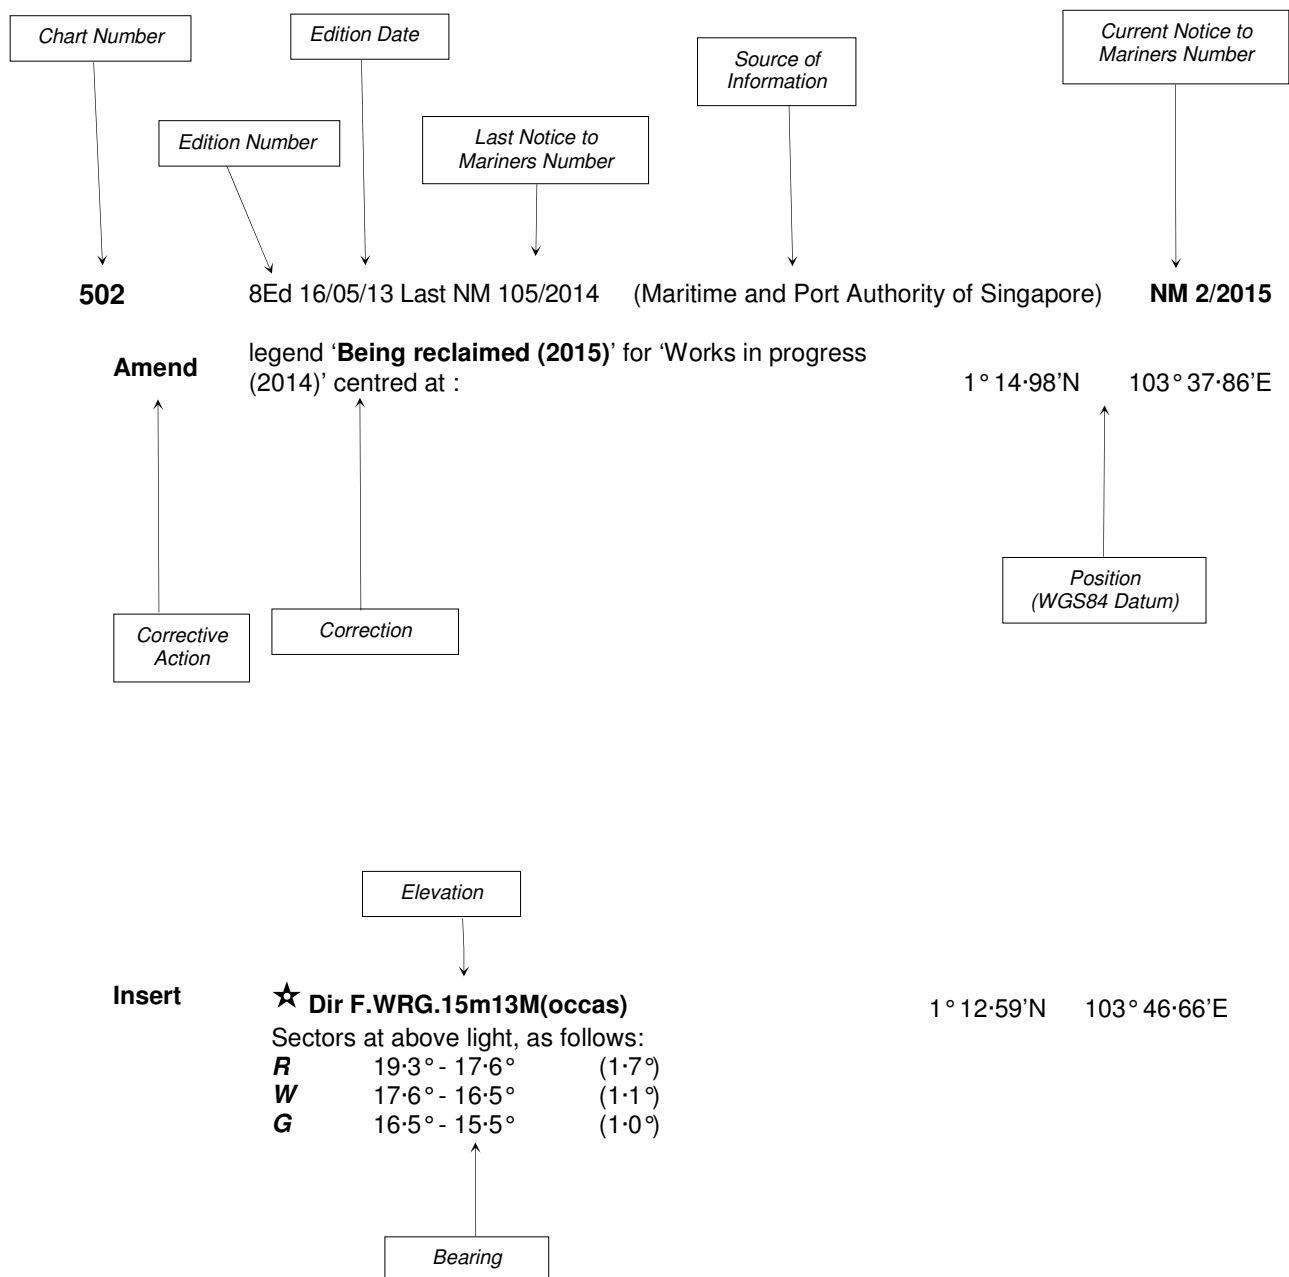 Chart Number
Edition Date
Source of
Information
Current Notice to
Mariners Number
Edition Number
Last Notice to
Mariners Number
502 8Ed 16/05/13 Last NM 105/2014 (Maritime and Port Authority of Singapore) NM 2/2015
Amend legend ‘Being reclaimed (2015)’ for ‘Works in progress
(2014)’ centred at : 1° 14·98’N 103° 37·86’E
Position
(WGS84 Datum)
Corrective
Action
Correction
Elevation
Insert Dir F.WRG.15m13M(occas) 1° 12·59’N 103° 46·66’E
Sectors at above light, as follows:
R 19·3° - 17·6° (1·7°)
W 17·6° - 16·5° (1·1°)
G 16·5° - 15·5° (1·0°)
Bearing